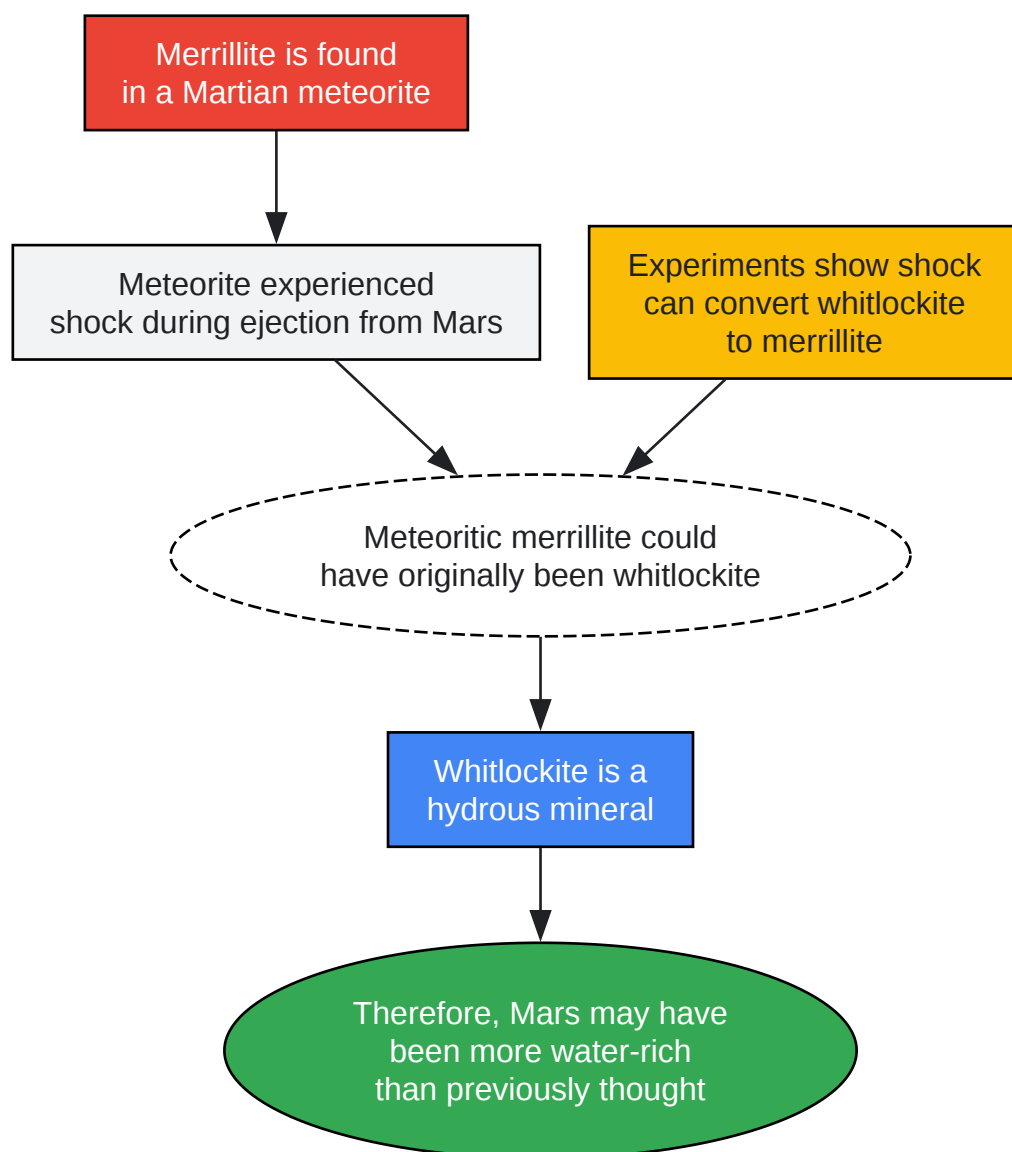 Merrillite is found
in a Martian meteorite
Meteorite experienced
shock during ejection from Mars
Experiments show shock
can convert whitlockite
to merrillite
Meteoritic merrillite could
have originally been whitlockite
Whitlockite is a
hydrous mineral
Therefore, Mars may have
been more water-rich
than previously thought